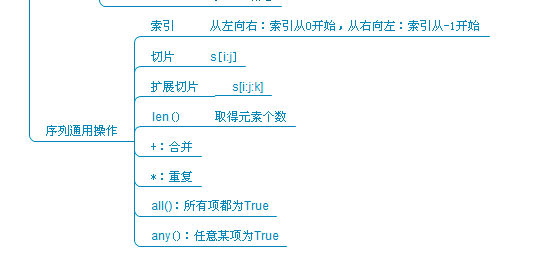 索引 从左向右：索引从0开始，从右向左：索引从-1开始
切片 s[i:j]
扩展切片 s[i:j:k]
len() 取得元素个数
序列通用操作
+：合并
*：重复
all()：所有项都为True
any()：任意某项为True